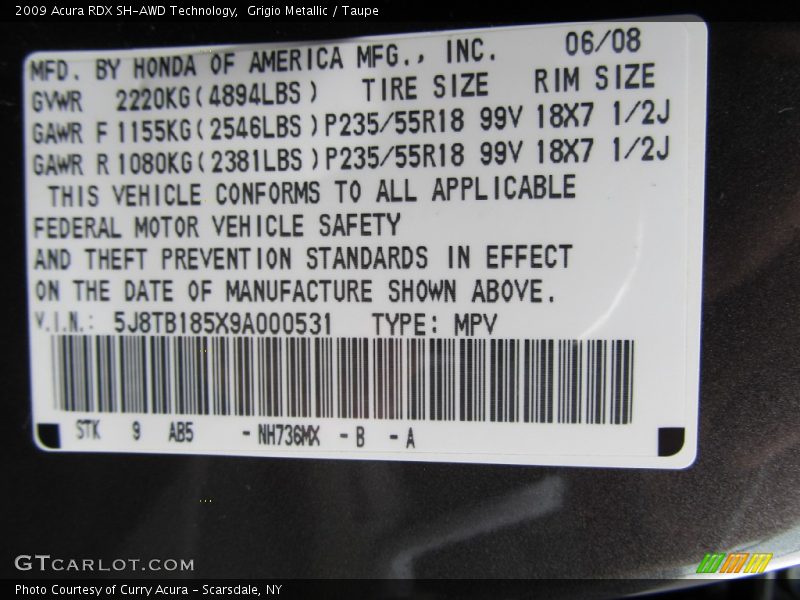 2009 Acura RDX SH-AWD Technology,  Grigio Metallic / Taupe
MFD. BY HONDA OF AMERICA MFG., INC. 06/08
GVWR 2220KG(4894LBS) TIRE SIZE RIM SIZE
GAWR F 1155KG(2546LBS) P235/55R18 99V 18X7 1/2J
GAWR R 1080KG(2381LBS) P235/55R18 99V 18X7 1/2J
THIS VEHICLE CONFORMS TO ALL APPLICABLE
FEDERAL MOTOR VEHICLE SAFETY
AND THEFT PREVENTION STANDARDS IN EFFECT
ON THE DATE OF MANUFACTURE SHOWN ABOVE.
V.I.N.: 5J8TB185X9A000531 TYPE: MPV
STK 9 AB5 -NH736MX -B -A
GTCARLOT.COM
Photo Courtesy of Curry Acura - Scarsdale, NY